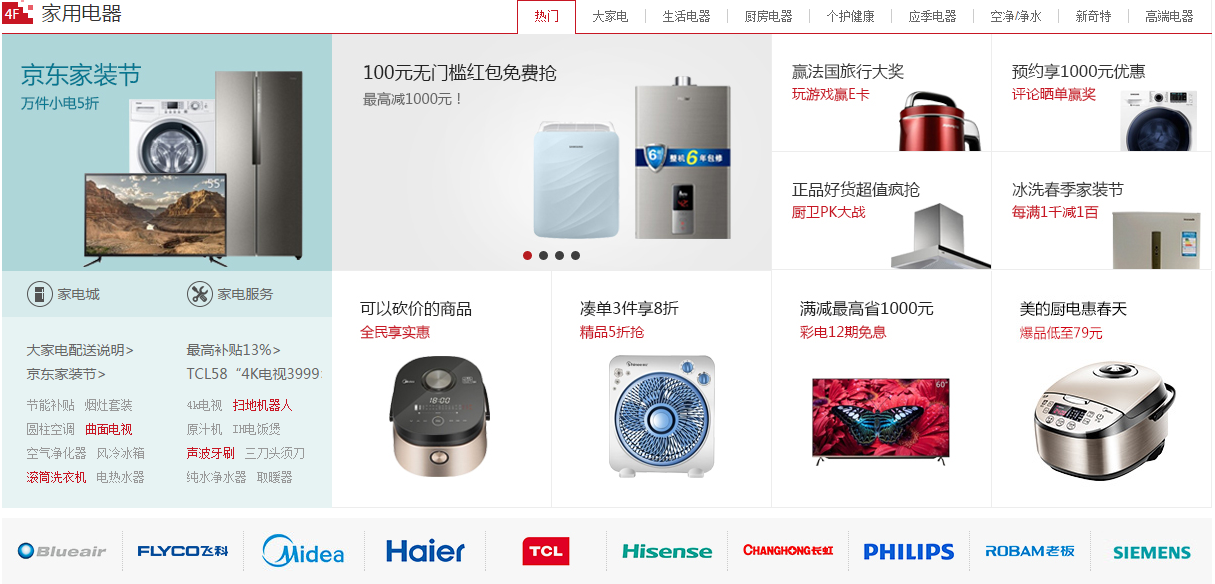 4F 家用电器
热门 大家电 生活电器 厨房电器 个护健康 应季电器 空净/净水 新奇特 高端电器
京东家装节
万件小电5折
55"
100元无门槛红包免费抢
最高减1000元！
6年 整机6年包修
赢法国旅行大奖
玩游戏赢E卡
预约享1000元优惠
评论晒单赢奖
正品好货超值疯抢
厨卫PK大战
冰洗春季家装节
每满1千减1百
家电城
家电服务
大家电配送说明>
最高补贴13%>
京东家装节>
TCL58“4K电视3999
节能补贴 烟灶套装
4k电视 扫地机器人
圆柱空调 曲面电视
原汁机 IH电饭煲
空气净化器 风冷冰箱
声波牙刷 三刀头须刀
滚筒洗衣机 电热水器
纯水净水器 取暖器
可以砍价的商品
全民享实惠
18:00
凑单3件享8折
精品5折抢
满减最高省1000元
彩电12期免息
60"
美的厨电惠春天
爆品低至79元
Blueair
FLYCO飞科
Midea
Haier
TCL
Hisense
CHANGHONG长虹
PHILIPS
ROBAM老板
SIEMENS